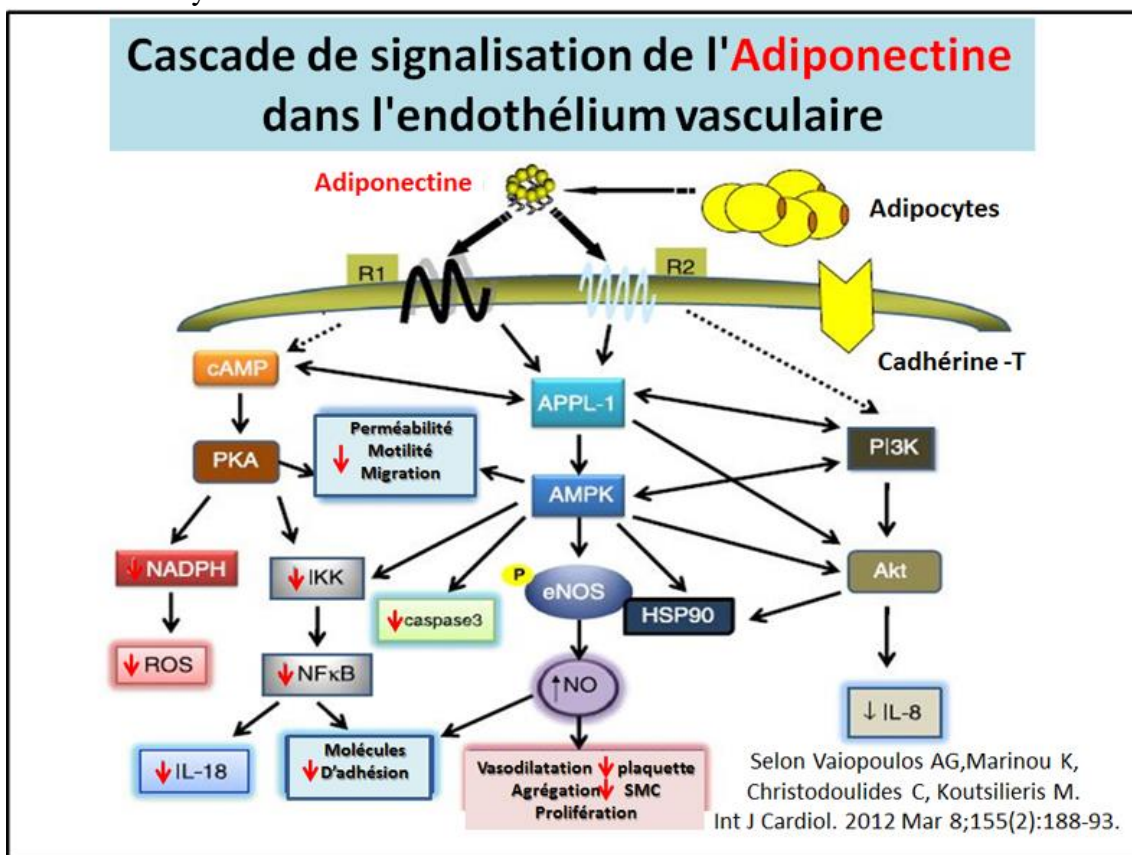 Cascade de signalisation de l'Adiponectine
dans l'endothélium vasculaire
Adiponectine
Adipocytes
R1
R2
Cadhérine -T
cAMP
APPL-1
Perméabilité
Motilité
↓
Migration
PKA
PI3K
AMPK
↓NADPH
↓IKK
P
eNOS
HSP90
Akt
↓caspase3
↓ROS
↓NFκB
↑NO
↓IL-8
↓IL-18
Molécules
↓ D'adhésion
Vasodilatation ↓ plaquette
Agrégation↓ SMC
Prolifération
Selon Vaiopoulos AG,Marinou K,
Christodoulides C, Koutsilieris M.
Int J Cardiol. 2012 Mar 8;155(2):188-93.